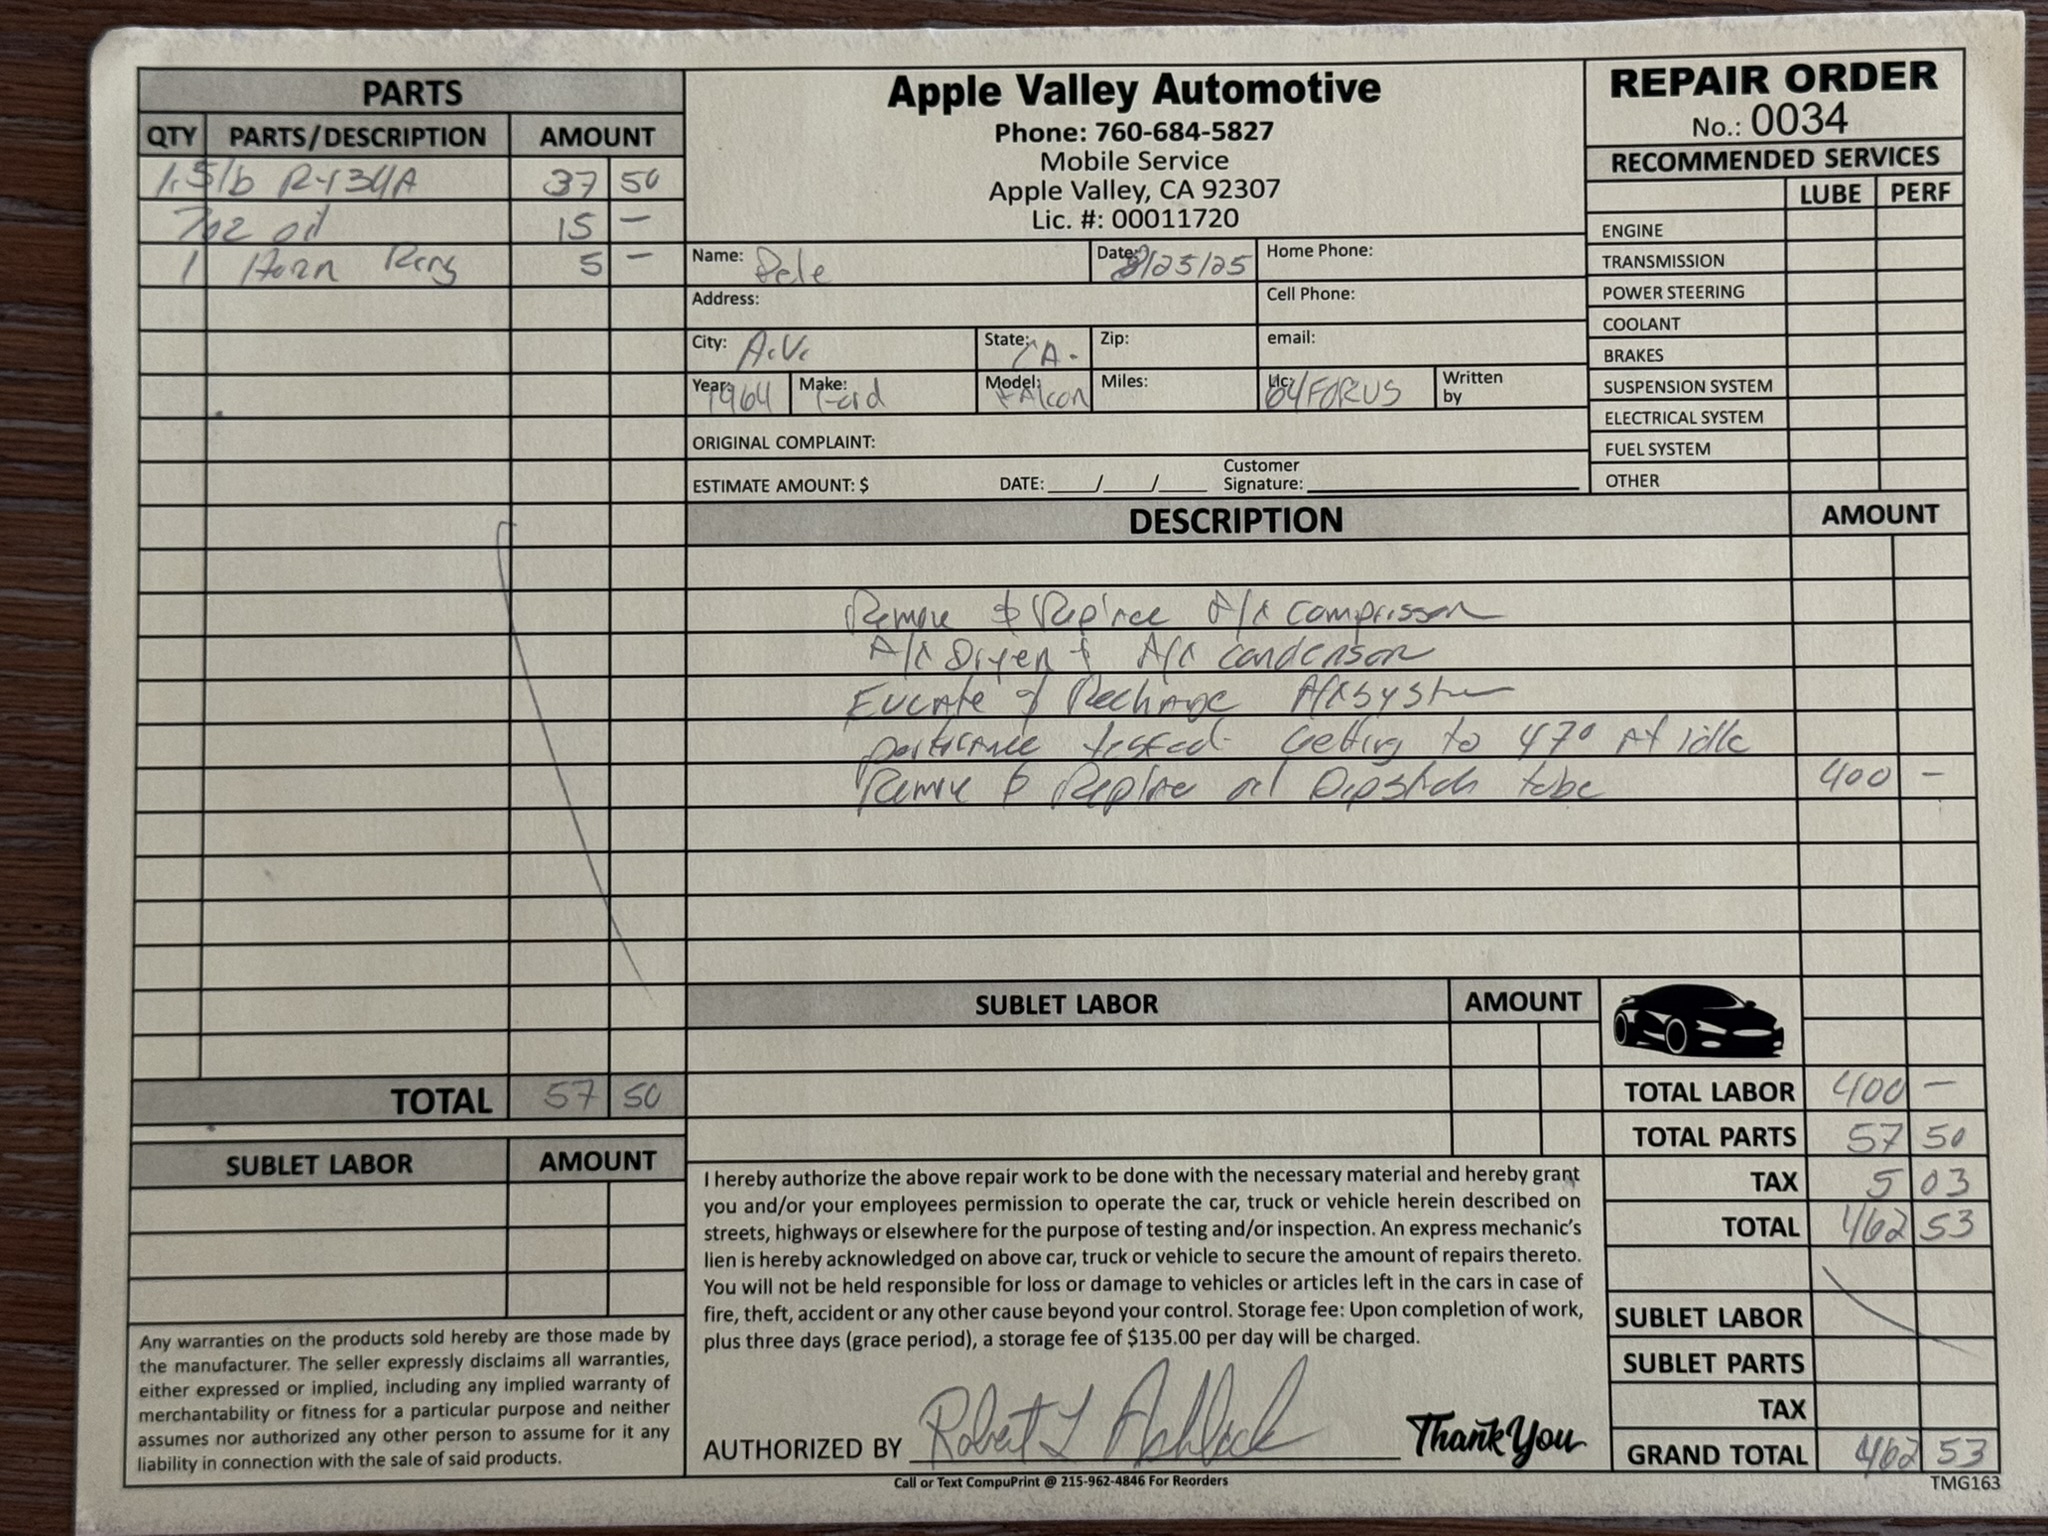 PARTS
QTY PARTS/DESCRIPTION AMOUNT
1.5lb R-134A 37 50
7oz oil 15 —
1 Horn Ring 5 —
TOTAL 57 50
SUBLET LABOR AMOUNT
Any warranties on the products sold hereby are those made by
the manufacturer. The seller expressly disclaims all warranties,
either expressed or implied, including any implied warranty of
merchantability or fitness for a particular purpose and neither
assumes nor authorized any other person to assume for it any
liability in connection with the sale of said products.
Apple Valley Automotive
Phone: 760-684-5827
Mobile Service
Apple Valley, CA 92307
Lic. #: 00011720
Name: Date: 8/25/25 Home Phone:
Address: Cell Phone:
City: A.V. State: CA. Zip: email:
Year: 1964 Make: Ford Model: FAlcon Miles: Lic: 64FORUS Written by
ORIGINAL COMPLAINT:
ESTIMATE AMOUNT: $ DATE: ____/____/____ Customer Signature:
REPAIR ORDER
No.: 0034
RECOMMENDED SERVICES
LUBE PERF
ENGINE
TRANSMISSION
POWER STEERING
COOLANT
BRAKES
SUSPENSION SYSTEM
ELECTRICAL SYSTEM
FUEL SYSTEM
OTHER
DESCRIPTION AMOUNT
Remove & Replace A/C compressor
A/C Dryer & A/C condensor
Evcate & Recharge A/C system
performance tested Getting to 47° At idle
Remove & Replace oil Dipstick tube 400 —
SUBLET LABOR AMOUNT
TOTAL LABOR 400 —
TOTAL PARTS 57 50
TAX 5 03
TOTAL 462 53
SUBLET LABOR
SUBLET PARTS
TAX
GRAND TOTAL 462 53
I hereby authorize the above repair work to be done with the necessary material and hereby grant
you and/or your employees permission to operate the car, truck or vehicle herein described on
streets, highways or elsewhere for the purpose of testing and/or inspection. An express mechanic's
lien is hereby acknowledged on above car, truck or vehicle to secure the amount of repairs thereto.
You will not be held responsible for loss or damage to vehicles or articles left in the cars in case of
fire, theft, accident or any other cause beyond your control. Storage fee: Upon completion of work,
plus three days (grace period), a storage fee of $135.00 per day will be charged.
AUTHORIZED BY Robert L Ashlock
Thank You
Call or Text CompuPrint @ 215-962-4846 For Reorders
TMG163